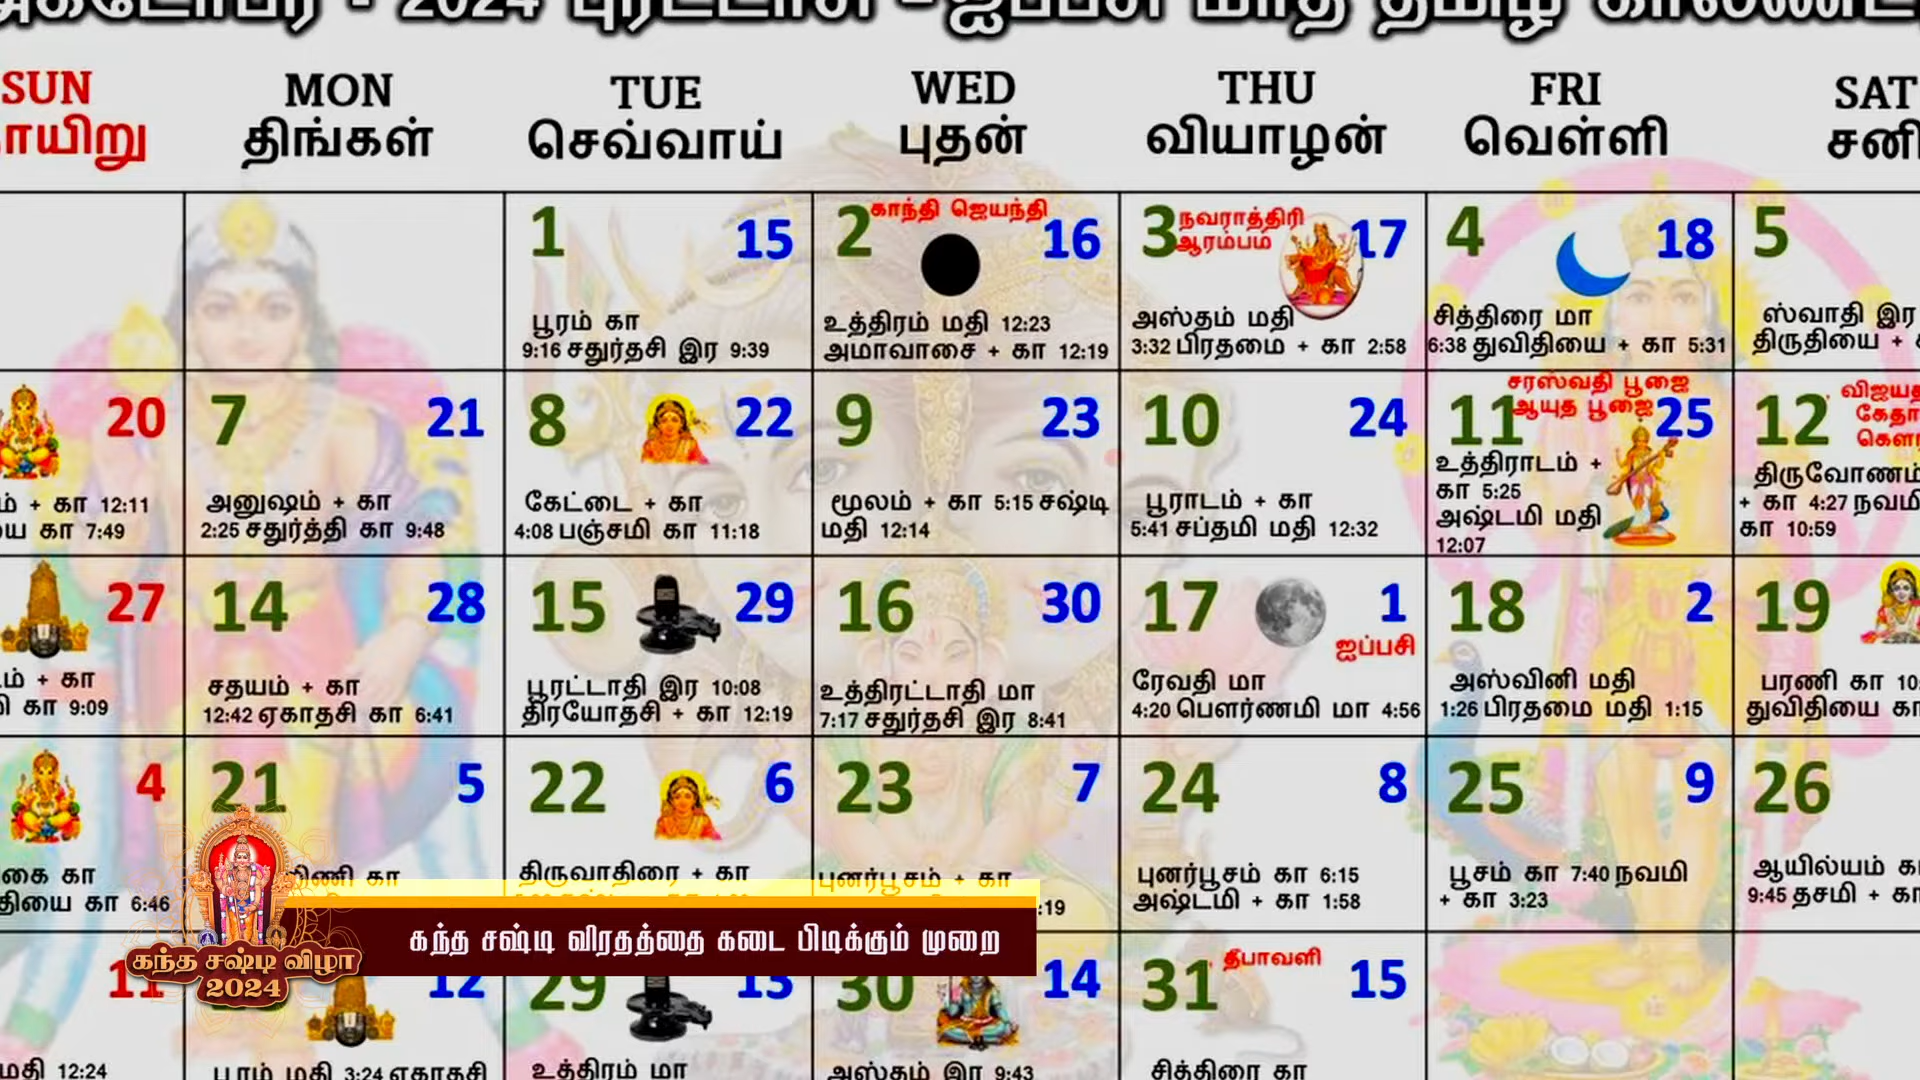 2024 புரட்டாசி - ஐப்பசி மாத தமிழ்
SUN MON TUE WED THU FRI SAT
திங்கள் செவ்வாய் புதன் வியாழன் வெள்ளி சனி
1 15
பூரம் கா
9:16 சதுர்தசி இர 9:39
2 காந்தி ஜெயந்தி 16
உத்திரம் மதி 12:23
அமாவாசை + கா 12:19
3 நவராத்திரி 17
ஆரம்பம்
அஸ்தம் மதி
3:32 பிரதமை + கா 2:58
4 18
சித்திரை மா
6:38 துவிதியை + கா 5:31
5
ஸ்வாதி இர
திருதியை +
20
+ கா 12:11
கா 7:49
7 21
அனுஷம் + கா
2:25 சதுர்த்தி கா 9:48
8 22
கேட்டை + கா
4:08 பஞ்சமி கா 11:18
9 23
மூலம் + கா 5:15 சஷ்டி
மதி 12:14
10 24
பூராடம் + கா
5:41 சப்தமி மதி 12:32
சரஸ்வதி பூஜை
11 ஆயுத பூஜை 25
உத்திராடம் +
கா 5:25
அஷ்டமி மதி
12:07
12
திருவோணம்
+ கா 4:27 நவமி
கா 10:59
27
+ கா
கா 9:09
14 28
சதயம் + கா
12:42 ஏகாதசி கா 6:41
15 29
பூரட்டாதி இர 10:08
திரயோதசி + கா 12:19
16 30
உத்திரட்டாதி மா
7:17 சதுர்தசி இர 8:41
17 1
ஐப்பசி
ரேவதி மா
4:20 பௌர்ணமி மா 4:56
18 2
அஸ்வினி மதி
1:26 பிரதமை மதி 1:15
19
பரணி கா
துவிதியை கா
4
கா
கா 6:46
21 5
கா
22 6
திருவாதிரை + கா
23 7
புனர்பூசம் + கா
24 8
புனர்பூசம் கா 6:15
அஷ்டமி + கா 1:58
25 9
பூசம் கா 7:40 நவமி
+ கா 3:23
26
ஆயில்யம்
9:45 தசமி + கா
கந்த சஷ்டி விரதத்தை கடை பிடிக்கும் முறை
கந்த சஷ்டி விழா
2024
11
மதி 12:24
12
பூரம் மதி 3:24 ஏகாதசி
29 13
உத்திரம் மா
30 14
அஸ்தம் இர 9:43
31 தீபாவளி 15
சித்திரை கா